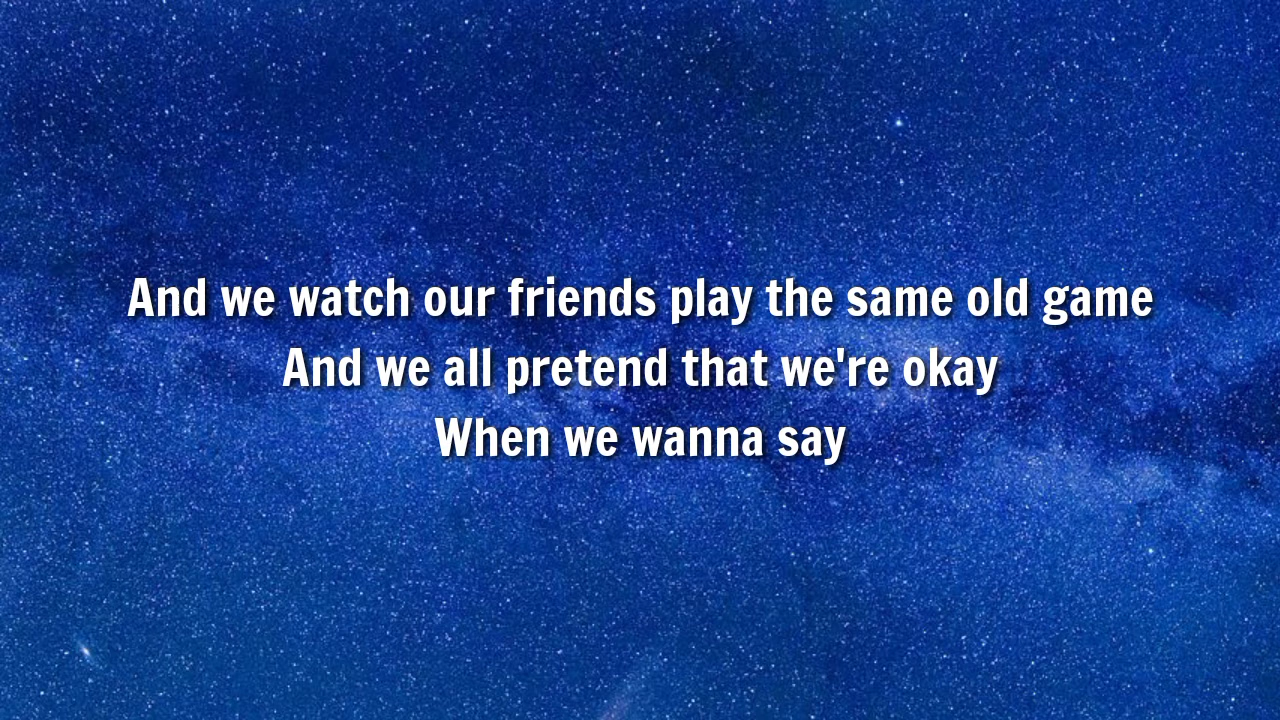 And we watch our friends play the same old game
And we all pretend that we're okay
When we wanna say